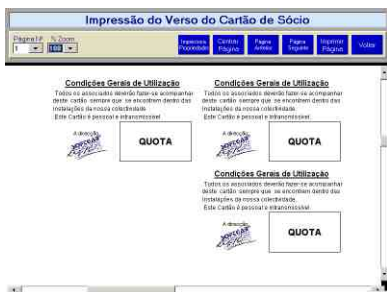 Impressão do Verso do Cartão de Sócio
Página Nº % Zoom
1 100
Impressora Propriedades
Centrar Página
Página Anterior
Página Seguinte
Imprimir Página
Voltar
Condições Gerais de Utilização
Todos os associados deverão fazer-se acompanhar
deste cartão sempre que se encontrem dentro das
Instalações da nossa colectividade.
Este Cartão é pessoal e intransmissível.
A direcção,
QUOTA
Condições Gerais de Utilização
Todos os associados deverão fazer-se acompanhar
deste cartão sempre que se encontrem dentro das
Instalações da nossa colectividade.
Este Cartão é pessoal e intransmissível.
A direcção,
QUOTA
Condições Gerais de Utilização
Todos os associados deverão fazer-se acompanhar
deste cartão sempre que se encontrem dentro das
Instalações da nossa colectividade.
Este Cartão é pessoal e intransmissível.
A direcção,
QUOTA